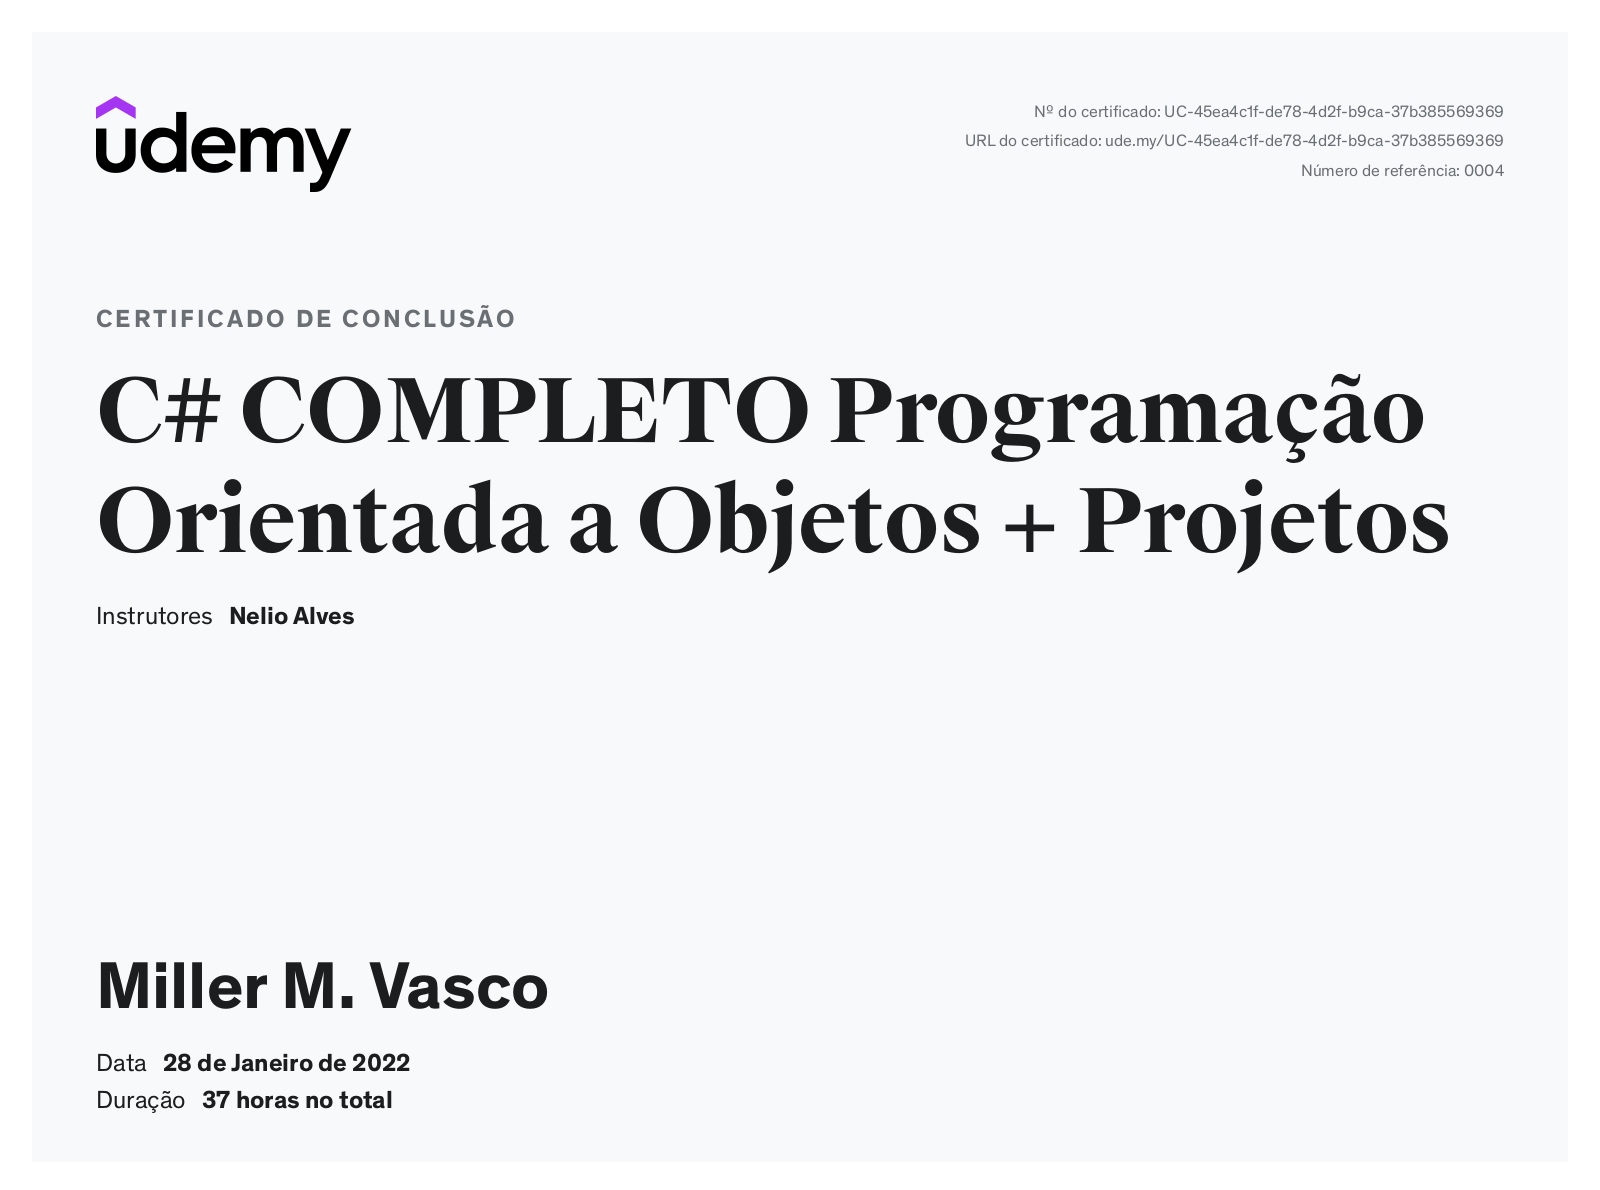 udemy
Nº do certificado: UC-45ea4c1f-de78-4d2f-b9ca-37b385569369
URL do certificado: ude.my/UC-45ea4c1f-de78-4d2f-b9ca-37b385569369
Número de referência: 0004
CERTIFICADO DE CONCLUSÃO
C# COMPLETO Programação
Orientada a Objetos + Projetos
Instrutores Nelio Alves
Miller M. Vasco
Data 28 de Janeiro de 2022
Duração 37 horas no total